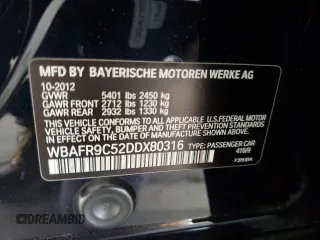 MFD BY BAYERISCHE MOTOREN WERKE AG
10-2012
GVWR 5401 lbs 2450 kg
GAWR FRONT 2712 lbs 1230 kg
GAWR REAR 2932 lbs 1330 kg
THIS VEHICLE CONFORMS TO ALL APPLICABLE
U.S. FEDERAL MOTOR VEHICLE SAFETY, BUMPER,
AND THEFT PREVENTION STANDARDS IN EFFECT ON
THE DATE OF MANUFACTURE SHOWN ABOVE.
WBAFR9C52DDX80316
TYPE: PASSENGER CAR
416/9
DREAMBID